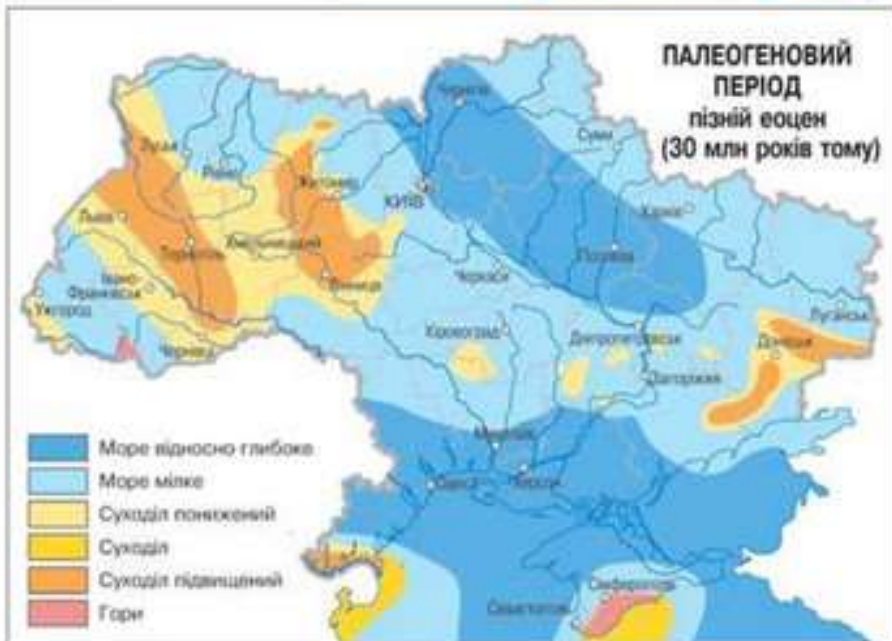 ПАЛЕОГЕНОВИЙ
ПЕРІОД
пізній еоцен
(30 млн років тому)
Чернігів
Суми
Луцьк
Рівне
Житомир
КИЇВ
Харків
Львів
Тернопіль
Хмельницький
Полтава
Вінниця
Черкаси
Івано-
Франківськ
Ужгород
Луганськ
Чернівці
Кіровоград
Дніпропетровськ
Донецьк
Запоріжжя
Миколаїв
Одеса
Херсон
Сімферополь
Севастополь
Море відносно глибоке
Море мілке
Суходіл понижений
Суходіл
Суходіл підвищений
Гори